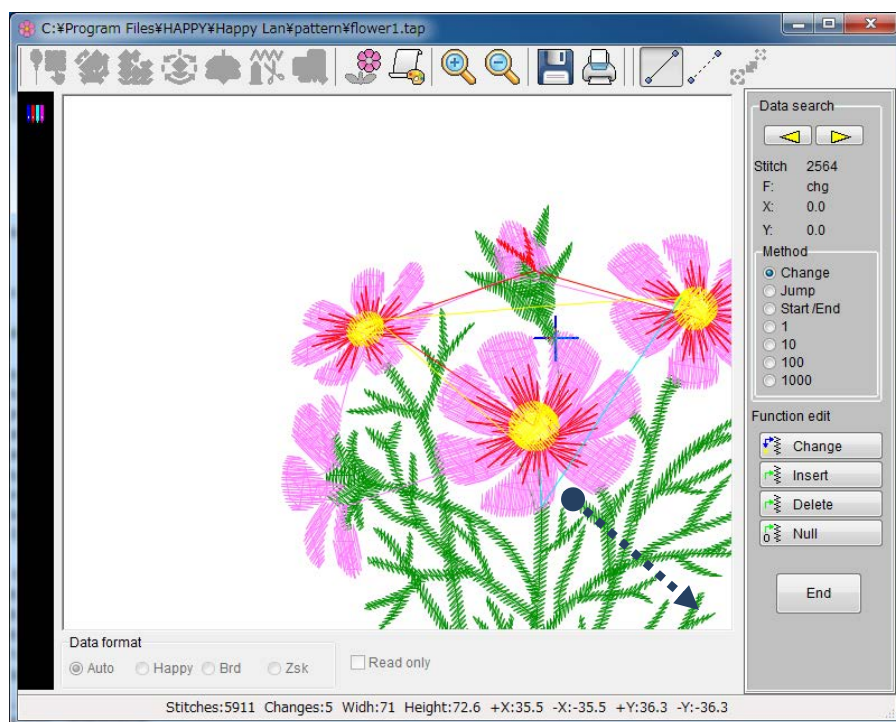 C:¥Program Files¥HAPPY¥Happy Lan¥pattern¥flower1.tap
Data search
Stitch 2564
F: chg
X: 0.0
Y: 0.0
Method
Change
Jump
Start /End
1
10
100
1000
Function edit
Change
Insert
Delete
0 Null
End
Data format
Auto Happy Brd Zsk Read only
Stitches:5911 Changes:5 Widh:71 Height:72.6 +X:35.5 -X:-35.5 +Y:36.3 -Y:-36.3